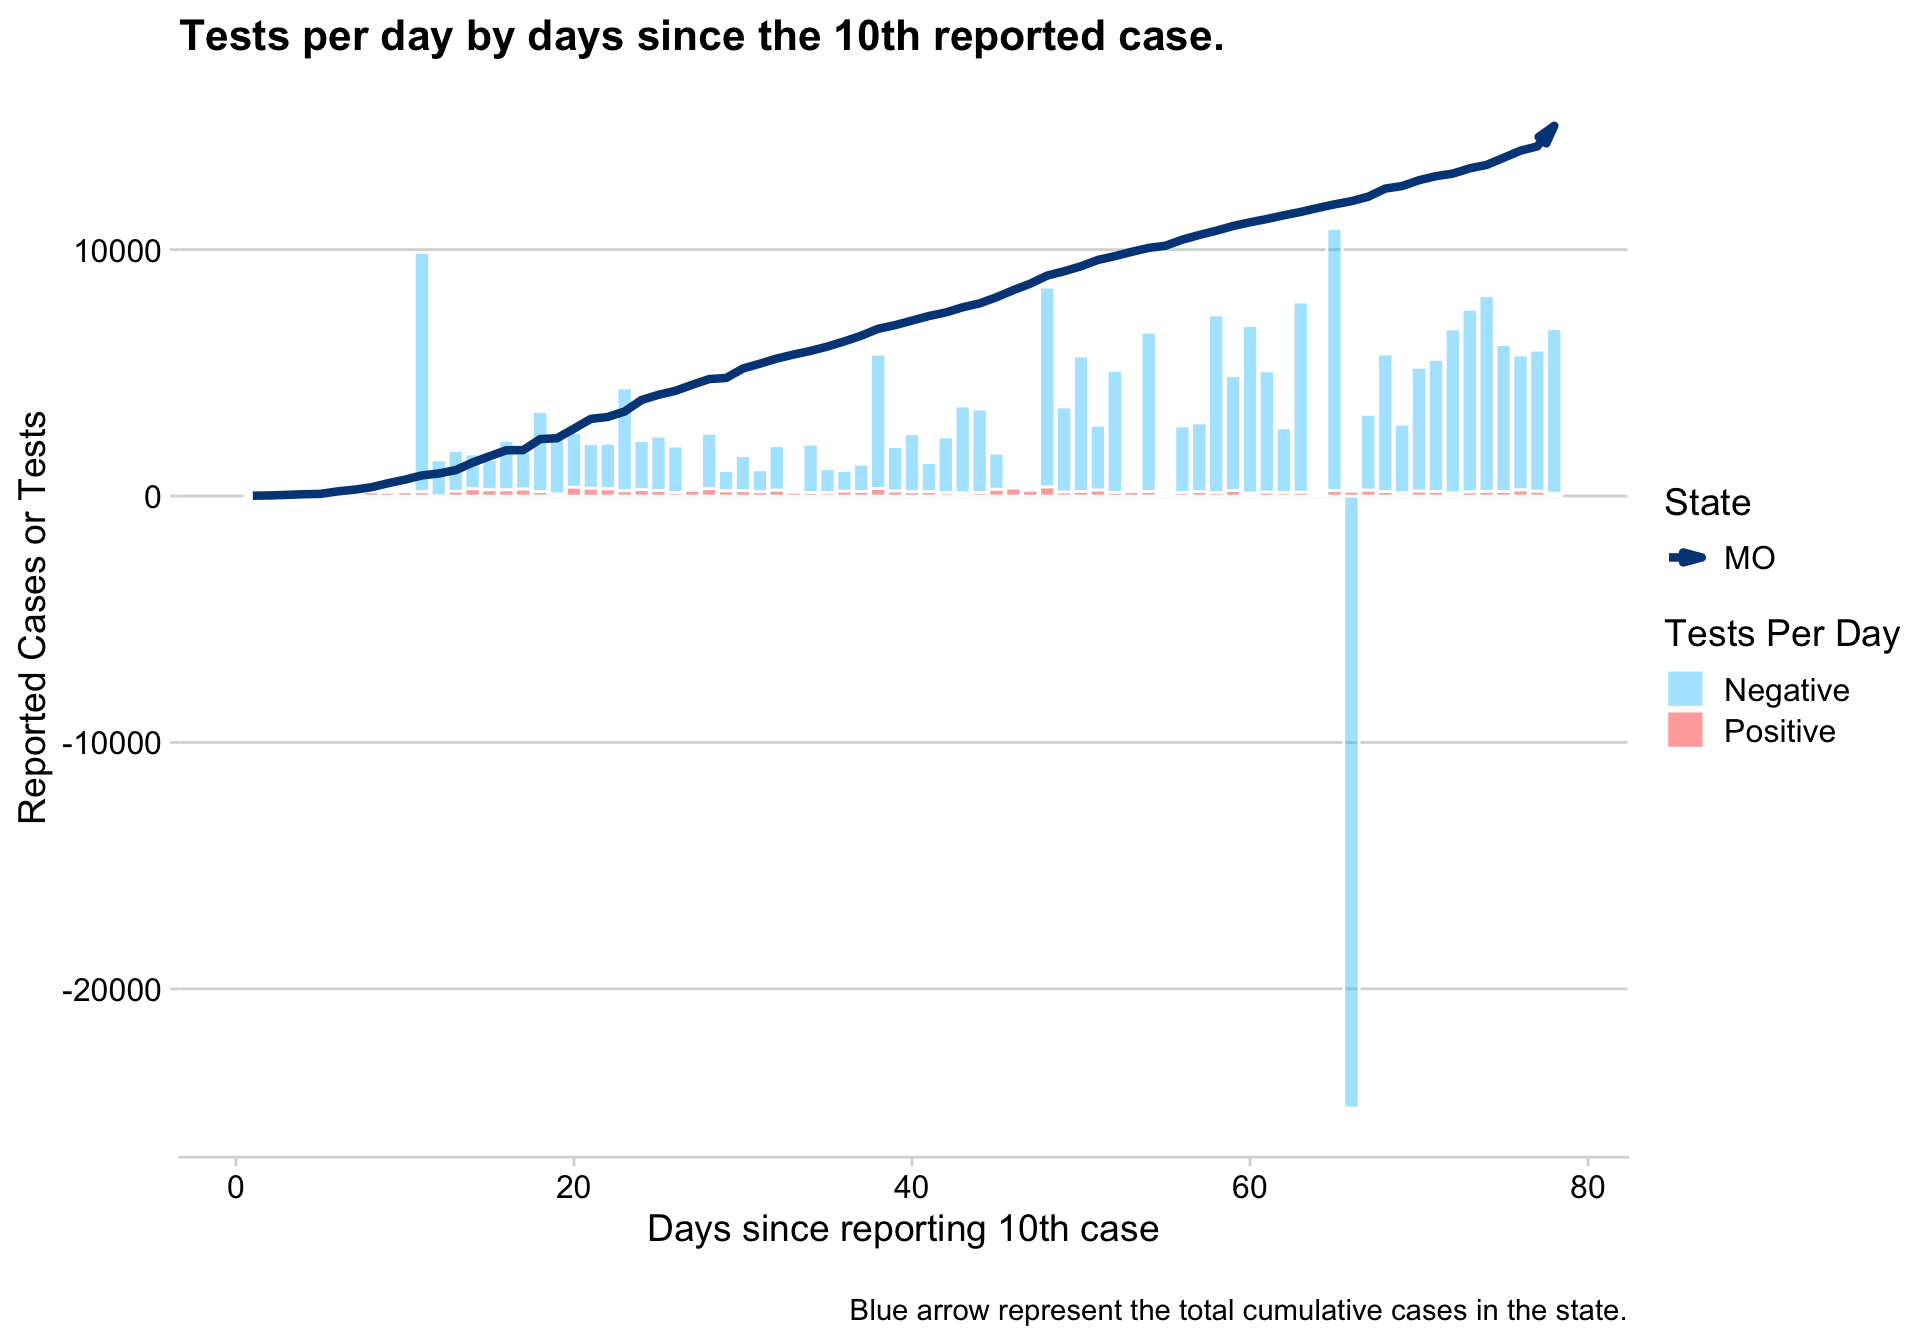 Tests per day by days since the 10th reported case.
Reported Cases or Tests
10000
0
-10000
-20000
0 20 40 60 80
Days since reporting 10th case
State
MO
Tests Per Day
Negative
Positive
Blue arrow represent the total cumulative cases in the state.